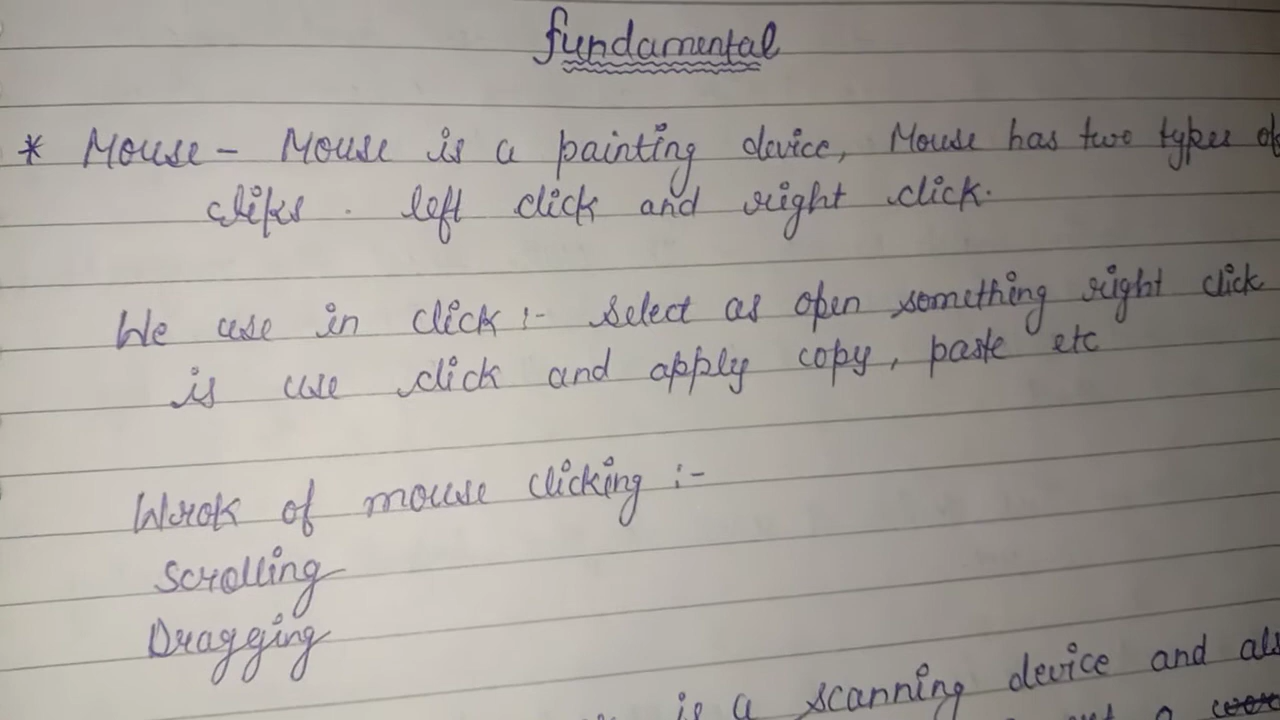 fundamental
* Mouse - Mouse is a painting device, Mouse has two types of
cliks . left click and right click.
We use in click :- select as open something right click
is use click and apply copy, paste etc
Wrok of mouse clicking :-
Scrolling
Dragging
is a scanning device and als
a